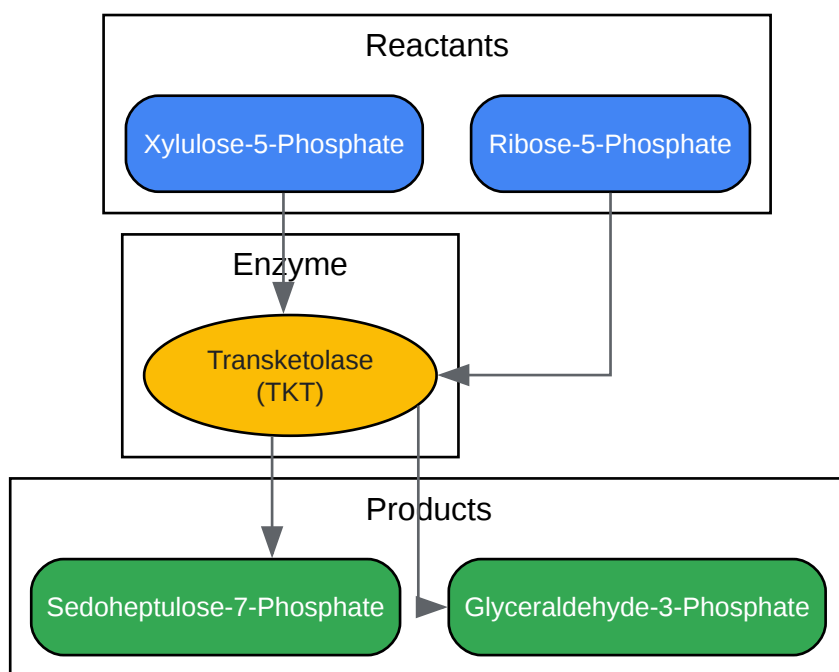 Reactants
Xylulose-5-Phosphate
Ribose-5-Phosphate
Enzyme
Transketolase
(TKT)
Products
Sedoheptulose-7-Phosphate
Glyceraldehyde-3-Phosphate